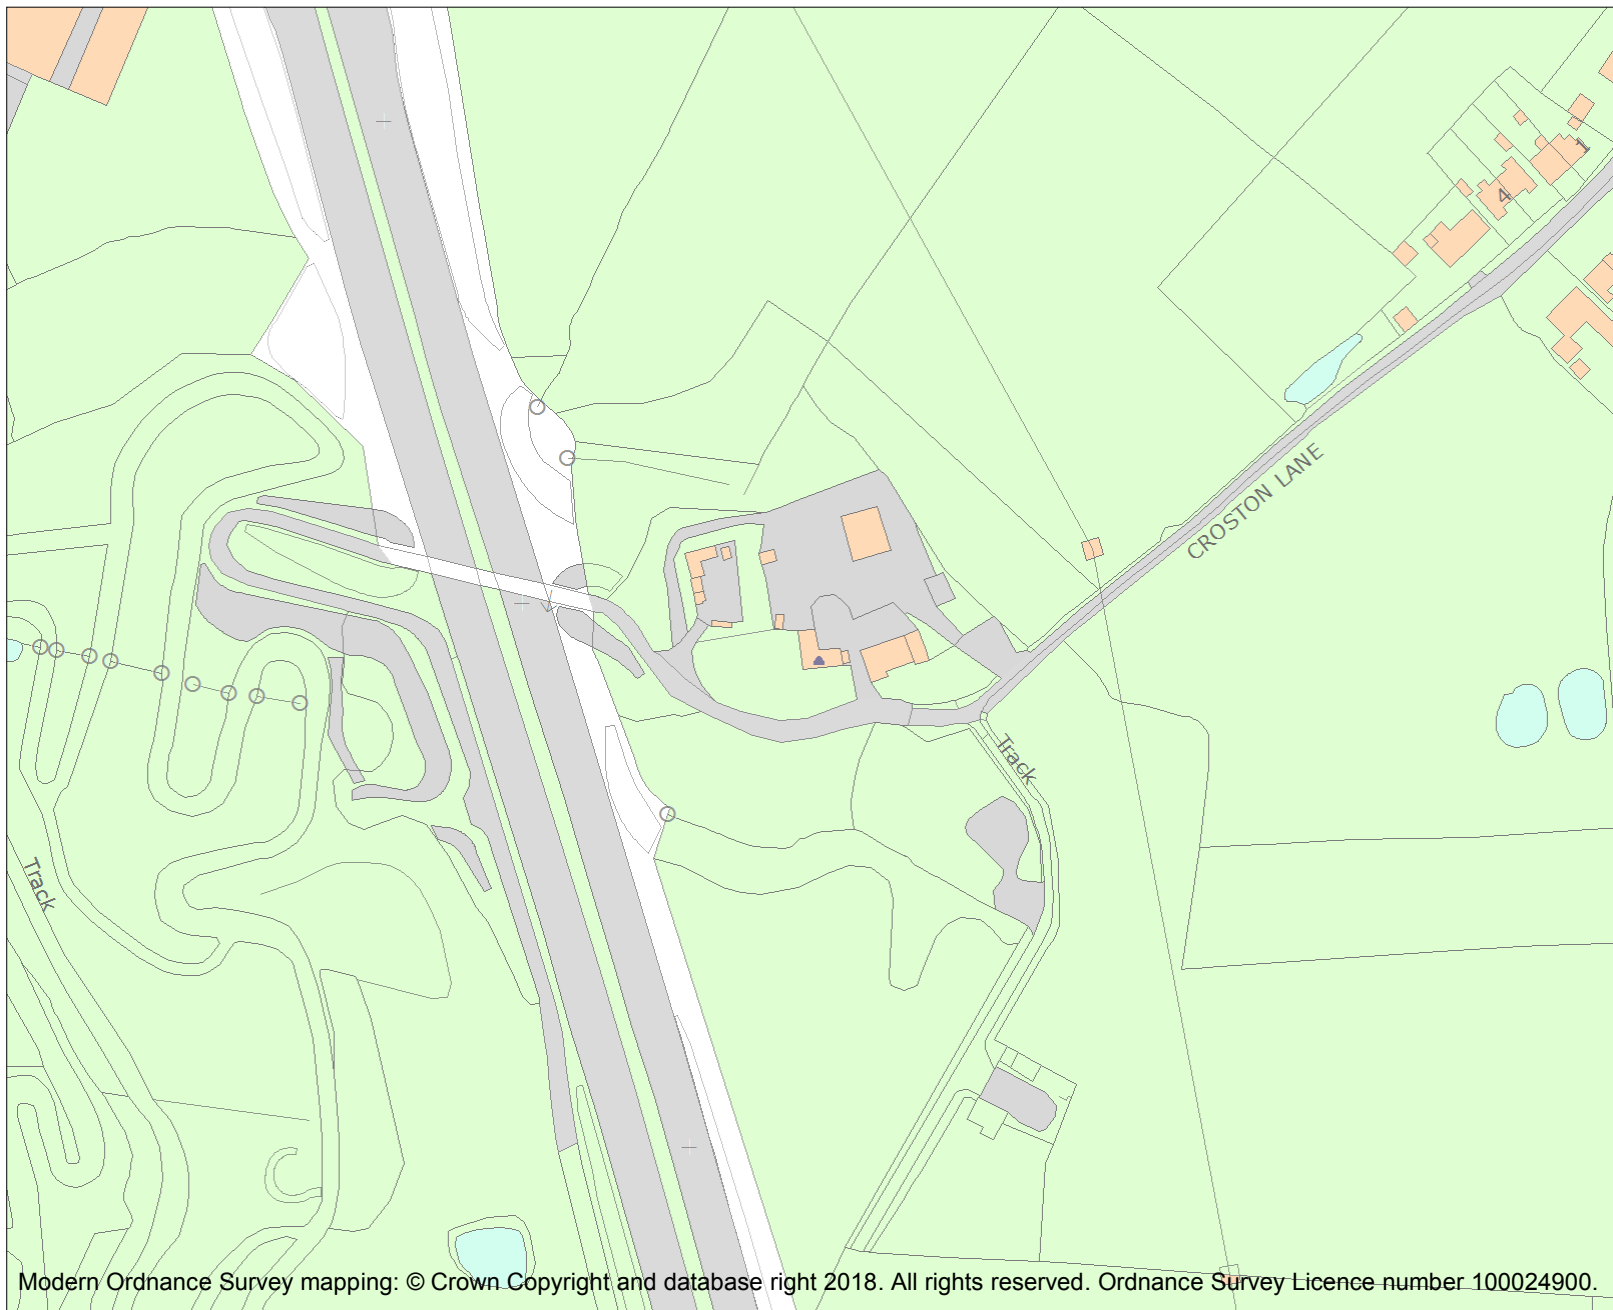 1
4
CROSTON LANE
Track
Track
Modern Ordnance Survey mapping: © Crown Copyright and database right 2018. All rights reserved. Ordnance Survey Licence number 100024900.